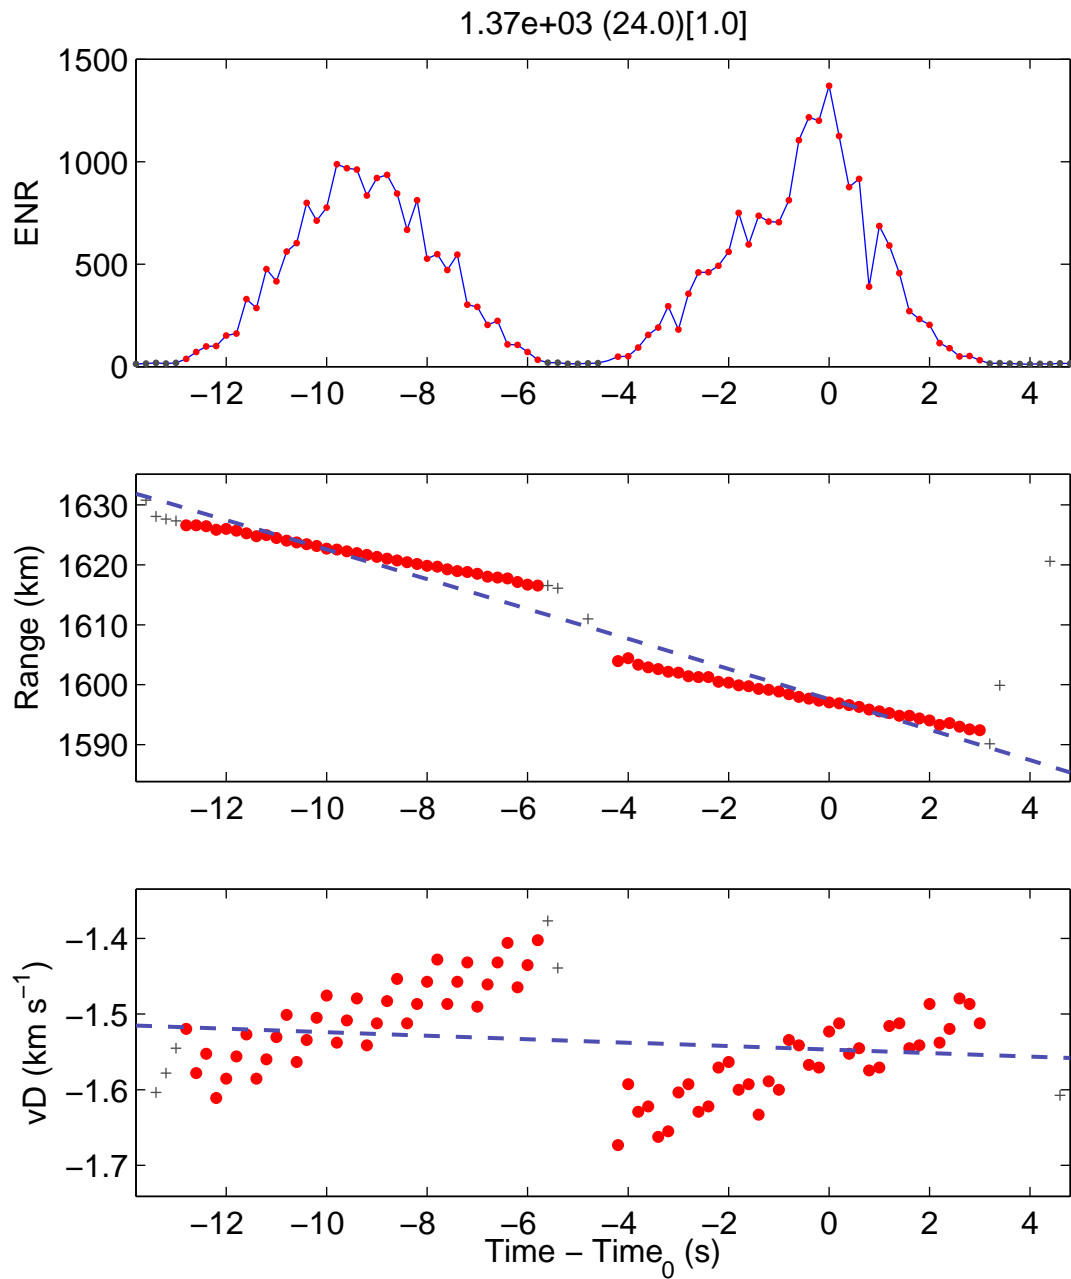 1.37e+03 (24.0)[1.0]
1500
1000
500
0
ENR
−12 −10 −8 −6 −4 −2 0 2 4
1630
1620
1610
1600
1590
Range (km)
−12 −10 −8 −6 −4 −2 0 2 4
−1.4
−1.5
−1.6
−1.7
vD (km s−1)
−12 −10 −8 −6 −4 −2 0 2 4
Time − Time0 (s)